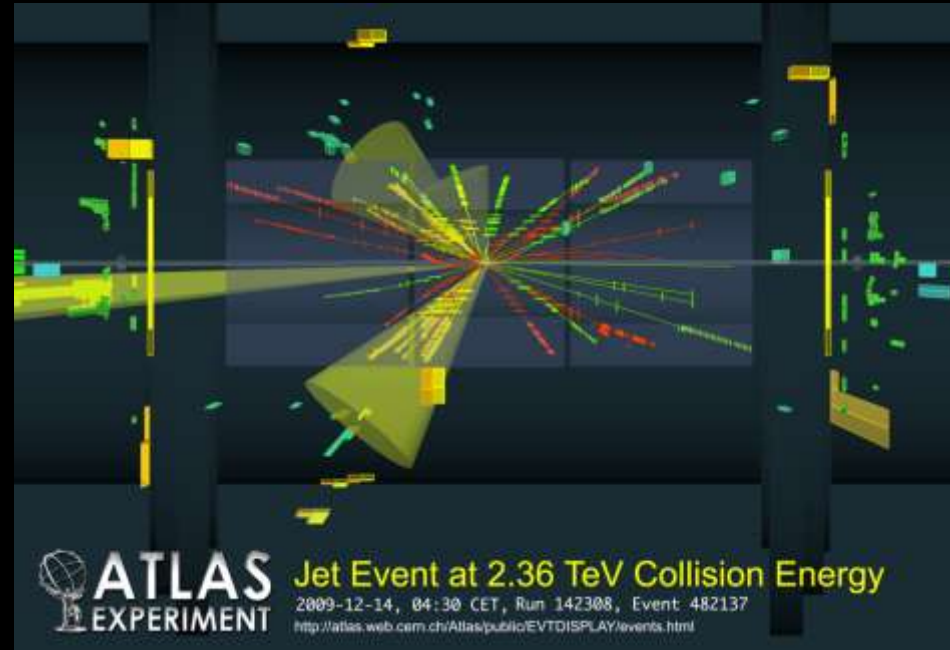 ATLAS
EXPERIMENT
Jet Event at 2.36 TeV Collision Energy
2009-12-14, 04:30 CET, Run 142308, Event 482137
http://atlas.web.cern.ch/Atlas/public/EVTDISPLAY/events.html